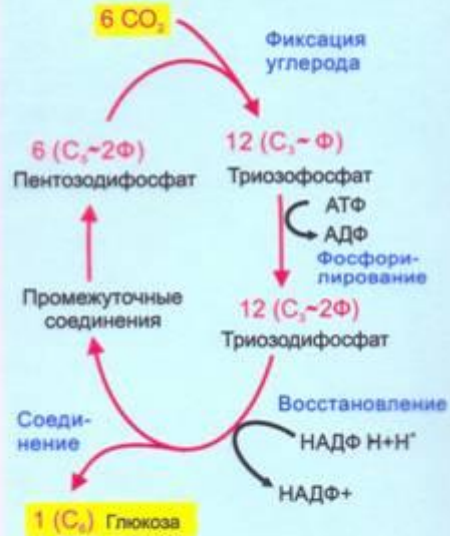 6 CO₂
Фиксация
углерода
6 (C₅~2Ф)
Пентозодифосфат
12 (C₃~ Ф)
Триозофосфат
АТФ
АДФ
Фосфори-
лирование
Промежуточные
соединения
12 (C₃~2Ф)
Триозодифосфат
Соеди-
нение
Восстановление
НАДФ Н+Н⁺
НАДФ+
1 (C₆) Глюкоза